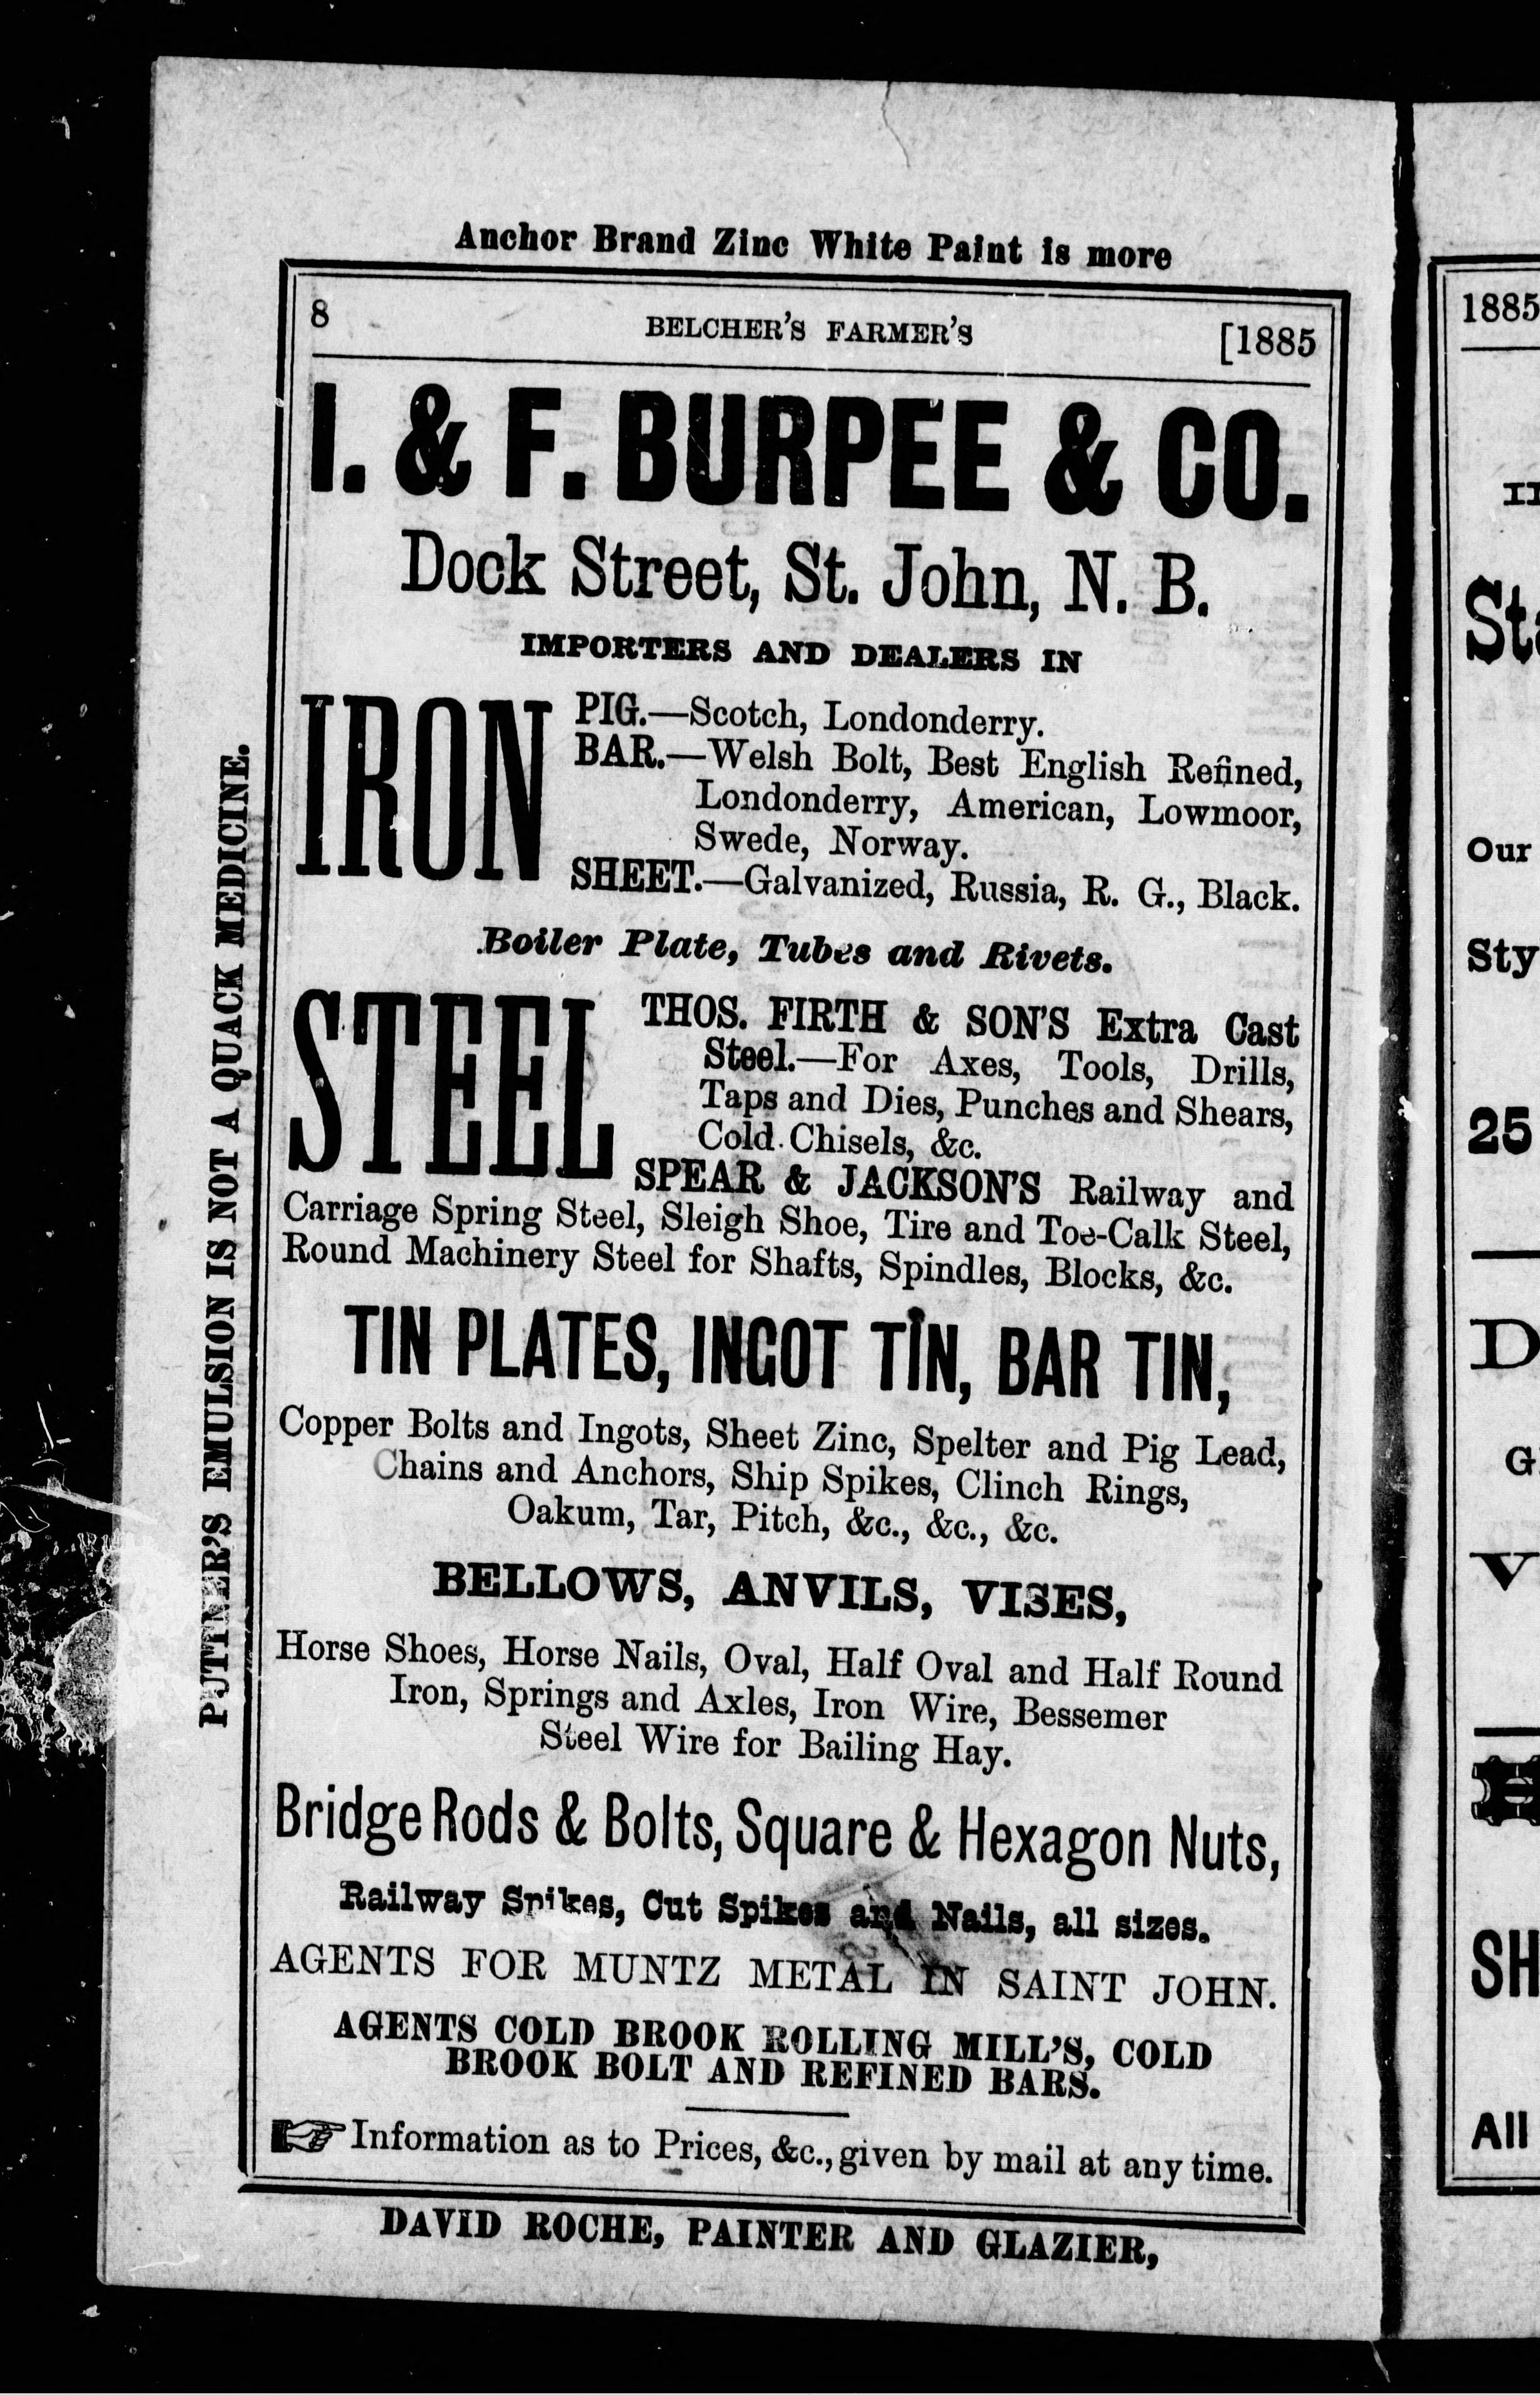 Anchor Brand Zinc White Paint is more
8 BELCHER'S FARMER'S [1885
I. & F. BURPEE & CO.
Dock Street, St. John, N. B.
IMPORTERS AND DEALERS IN
IRON
PIG.—Scotch, Londonderry.
BAR.—Welsh Bolt, Best English Refined,
Londonderry, American, Lowmoor,
Swede, Norway.
SHEET.—Galvanized, Russia, R. G., Black.
Boiler Plate, Tubes and Rivets.
STEEL
THOS. FIRTH & SON'S Extra Cast
Steel.—For Axes, Tools, Drills,
Taps and Dies, Punches and Shears,
Cold Chisels, &c.
SPEAR & JACKSON'S Railway and
Carriage Spring Steel, Sleigh Shoe, Tire and Toe-Calk Steel,
Round Machinery Steel for Shafts, Spindles, Blocks, &c.
TIN PLATES, INGOT TIN, BAR TIN,
Copper Bolts and Ingots, Sheet Zinc, Spelter and Pig Lead,
Chains and Anchors, Ship Spikes, Clinch Rings,
Oakum, Tar, Pitch, &c., &c., &c.
BELLOWS, ANVILS, VISES,
Horse Shoes, Horse Nails, Oval, Half Oval and Half Round
Iron, Springs and Axles, Iron Wire, Bessemer
Steel Wire for Bailing Hay.
Bridge Rods & Bolts, Square & Hexagon Nuts,
Railway Spikes, Cut Spikes and Nails, all sizes.
AGENTS FOR MUNTZ METAL IN SAINT JOHN.
AGENTS COLD BROOK ROLLING MILL'S, COLD
BROOK BOLT AND REFINED BARS.
☞ Information as to Prices, &c., given by mail at any time.
DAVID ROCHE, PAINTER AND GLAZIER,
PUTTNER'S EMULSION IS NOT A QUACK MEDICINE.
1885
Our
25
All